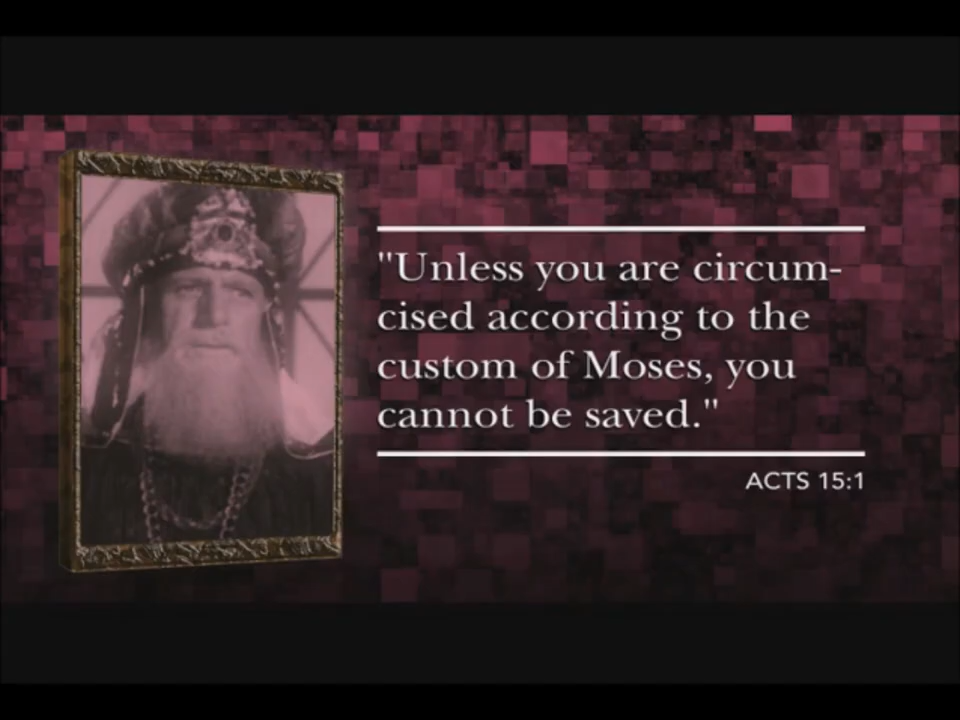 "Unless you are circum-
cised according to the
custom of Moses, you
cannot be saved."
ACTS 15:1